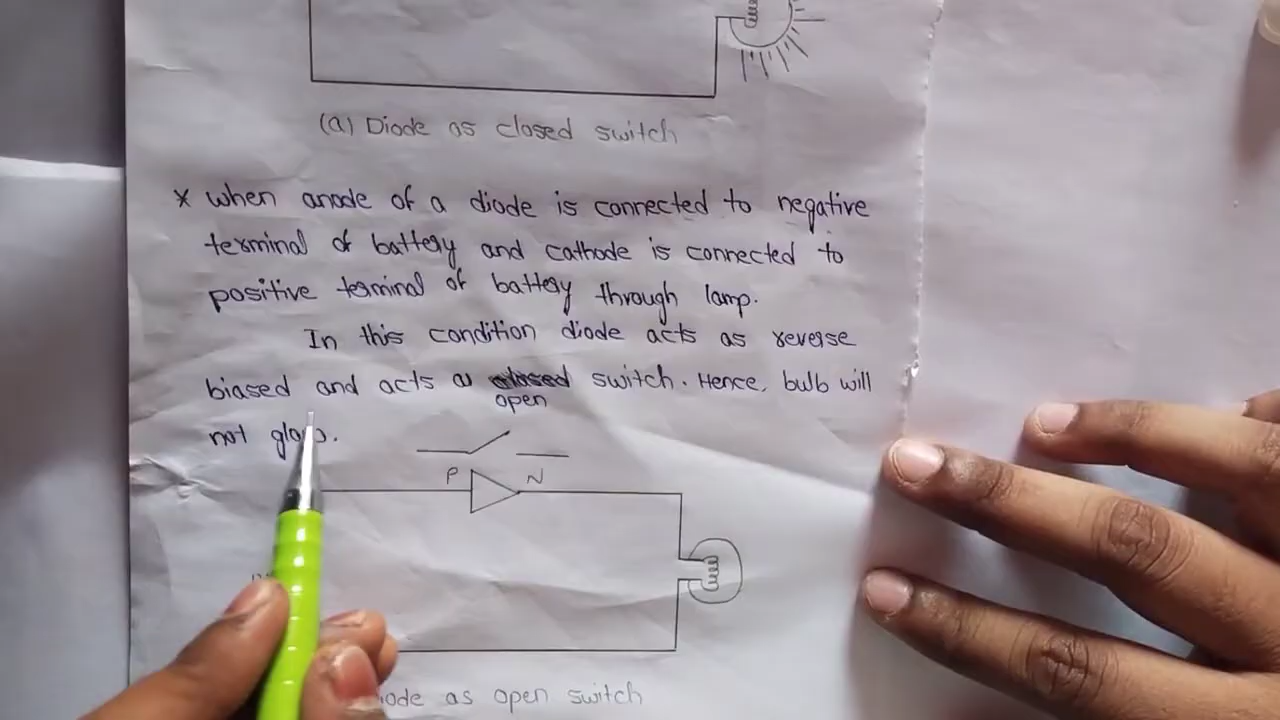 (a) Diode as closed switch
* when anode of a diode is connected to negative
terminal of battery and cathode is connected to
positive terminal of battery through lamp.
In this condition diode acts as reverse
biased and acts as switch. Hence, bulb will
open
not glow.
P N
as open switch